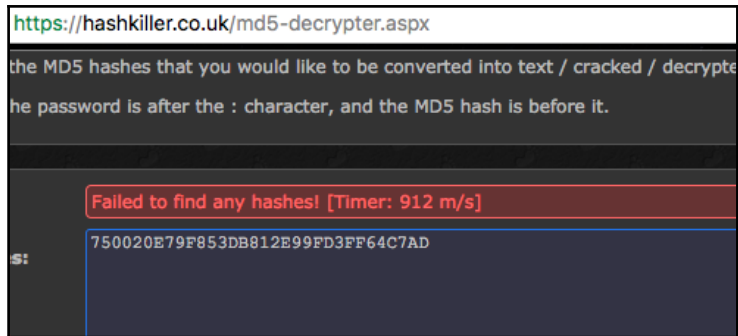 https://hashkiller.co.uk/md5-decrypter.aspx
the MD5 hashes that you would like to be converted into text / cracked / decrypte
he password is after the : character, and the MD5 hash is before it.
Failed to find any hashes! [Timer: 912 m/s]
750020E79F853DB812E99FD3FF64C7AD
s: